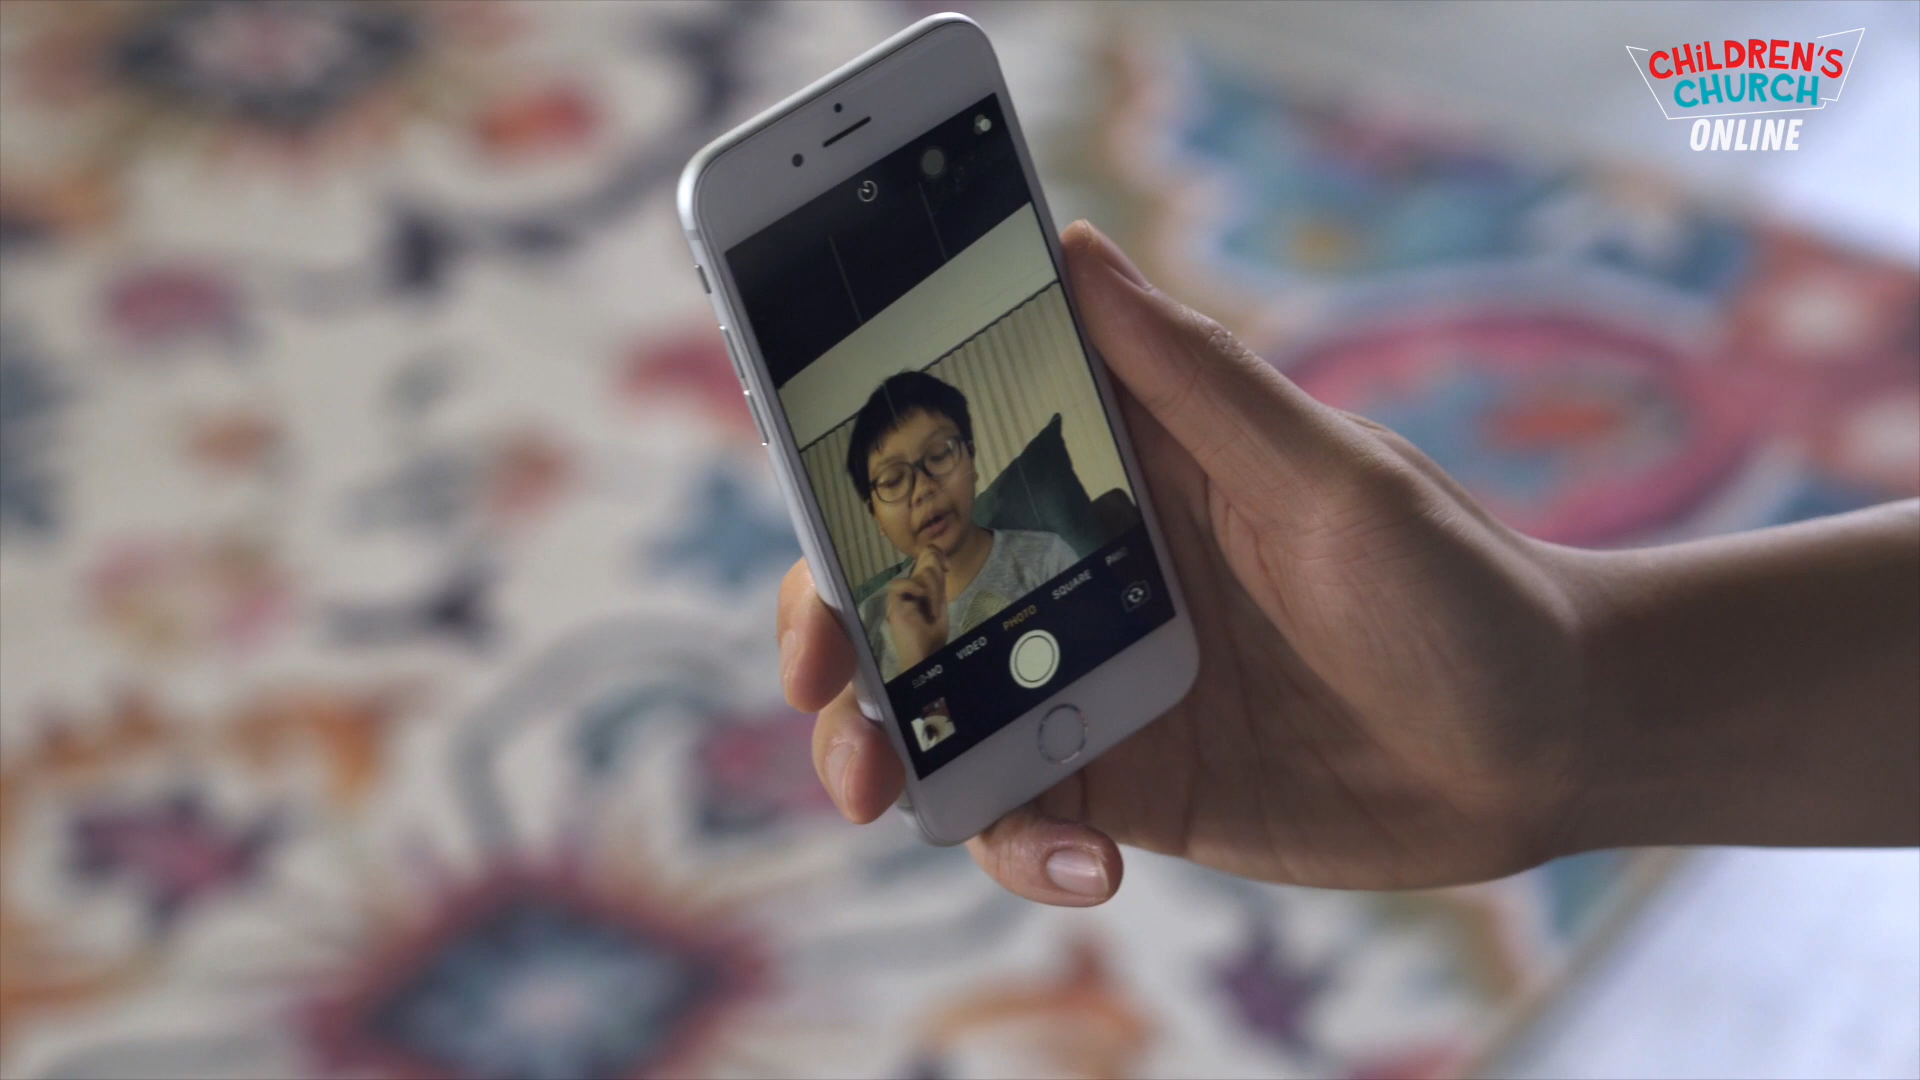 CHiLDREN'S
CHURCH
ONLINE
SLO-MO VIDEO PHOTO SQUARE